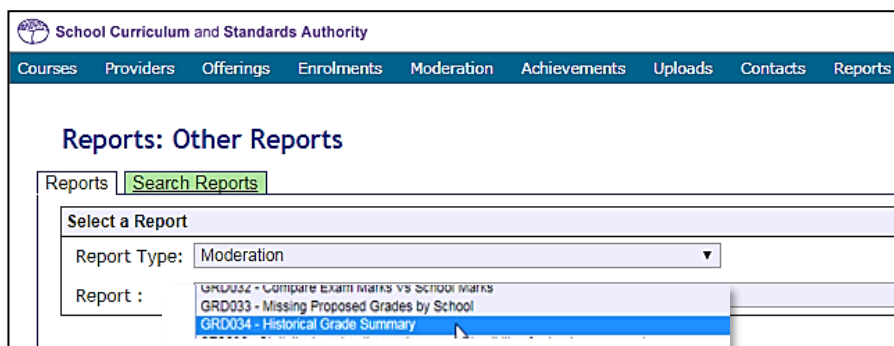 School Curriculum and Standards Authority
Courses Providers Offerings Enrolments Moderation Achievements Uploads Contacts Reports
Reports: Other Reports
Reports Search Reports
Select a Report
Report Type: Moderation
Report :
GRD032 - Compare Exam Marks Vs School Marks
GRD033 - Missing Proposed Grades by School
GRD034 - Historical Grade Summary